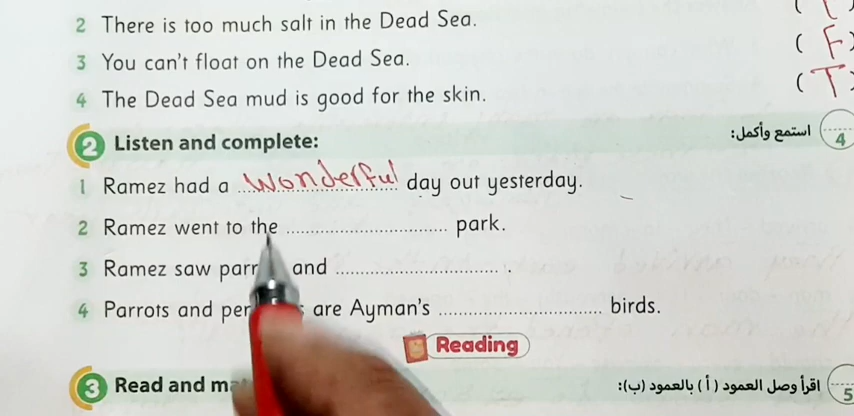 2 There is too much salt in the Dead Sea.
3 You can't float on the Dead Sea. ( F )
4 The Dead Sea mud is good for the skin. ( T )
2 Listen and complete: استمع وأكمل: 4
1 Ramez had a wonderful day out yesterday.
2 Ramez went to the .......... park.
3 Ramez saw and .......... .
4 Parrots and are Ayman's .......... birds.
Reading
3 Read and اقرأ وصل العمود (أ) بالعمود (ب): 5